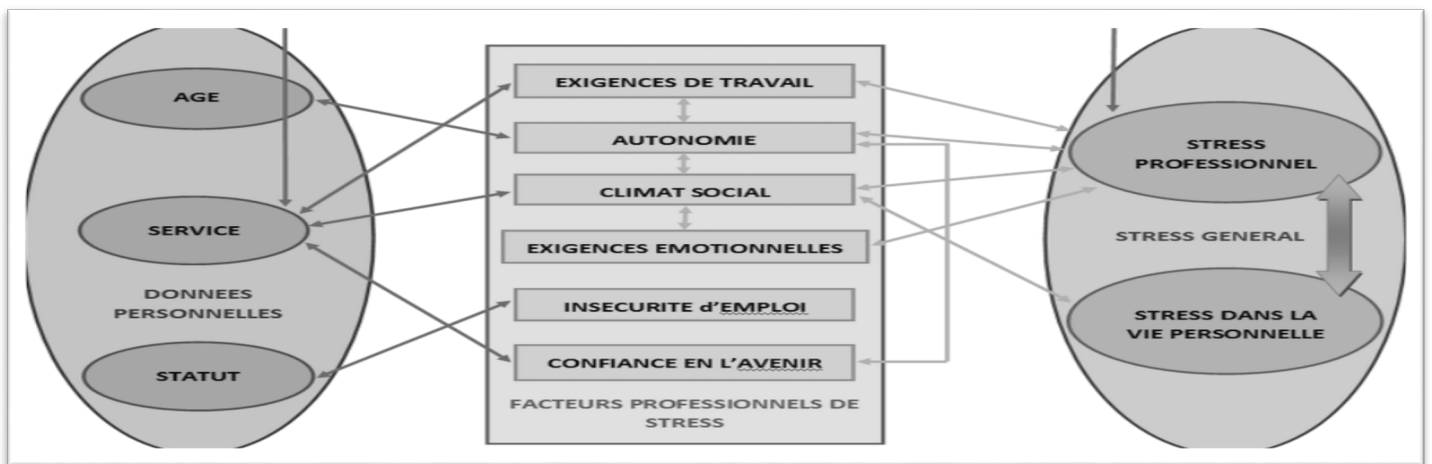 AGE
SERVICE
DONNEES
PERSONNELLES
STATUT
EXIGENCES DE TRAVAIL
AUTONOMIE
CLIMAT SOCIAL
EXIGENCES EMOTIONNELLES
INSECURITE d’EMPLOI
CONFIANCE EN L’AVENIR
FACTEURS PROFESSIONNELS DE
STRESS
STRESS
PROFESSIONNEL
STRESS GENERAL
STRESS DANS LA
VIE PERSONNELLE